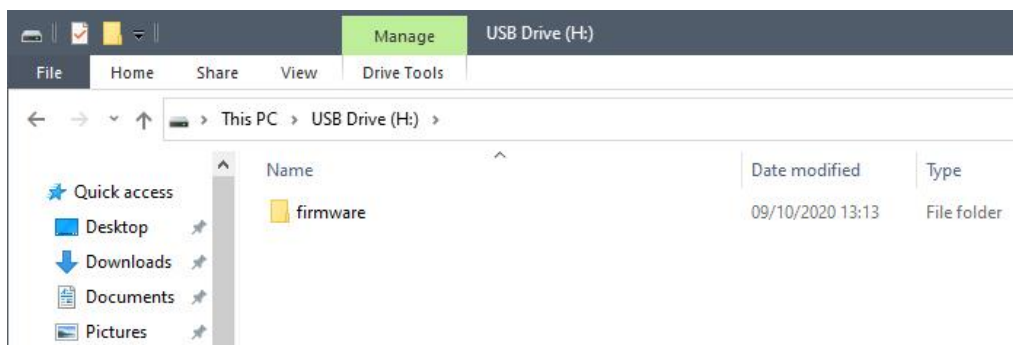 Manage USB Drive (H:)
File Home Share View Drive Tools
This PC > USB Drive (H:) >
Name Date modified Type
Quick access
firmware 09/10/2020 13:13 File folder
Desktop
Downloads
Documents
Pictures